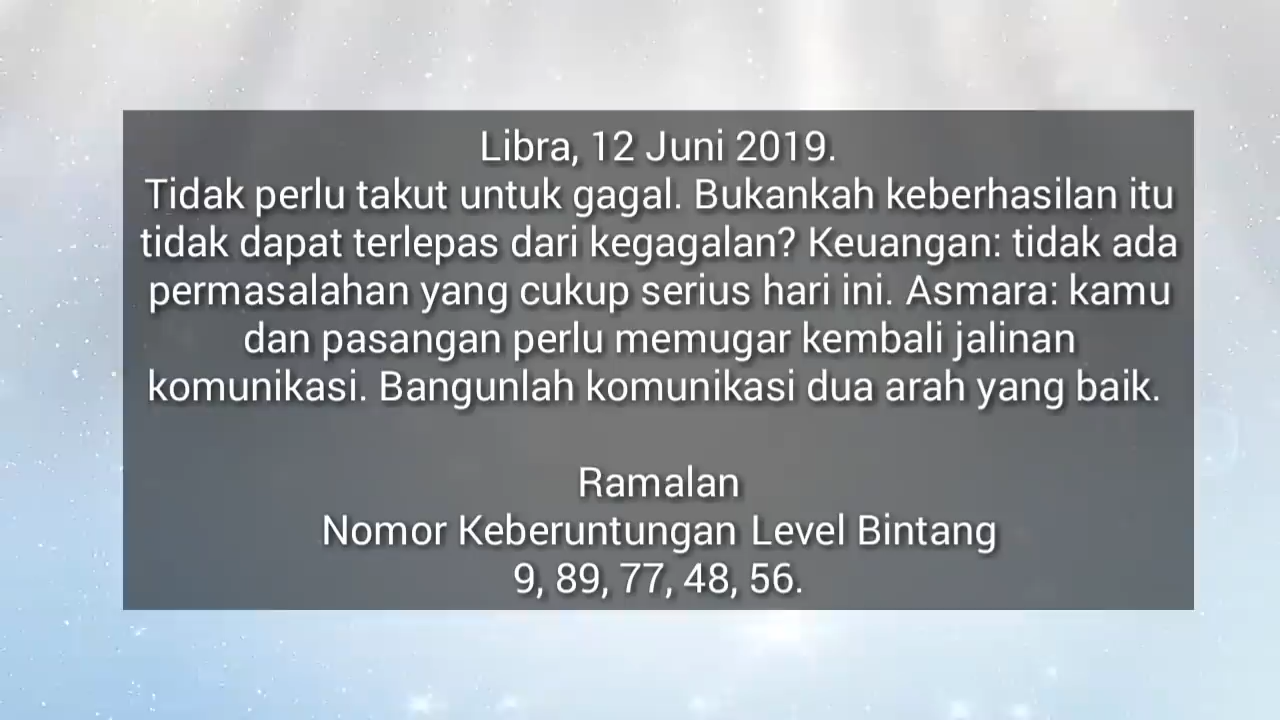 Libra, 12 Juni 2019.
Tidak perlu takut untuk gagal. Bukankah keberhasilan itu
tidak dapat terlepas dari kegagalan? Keuangan: tidak ada
permasalahan yang cukup serius hari ini. Asmara: kamu
dan pasangan perlu memugar kembali jalinan
komunikasi. Bangunlah komunikasi dua arah yang baik.
Ramalan
Nomor Keberuntungan Level Bintang
9, 89, 77, 48, 56.